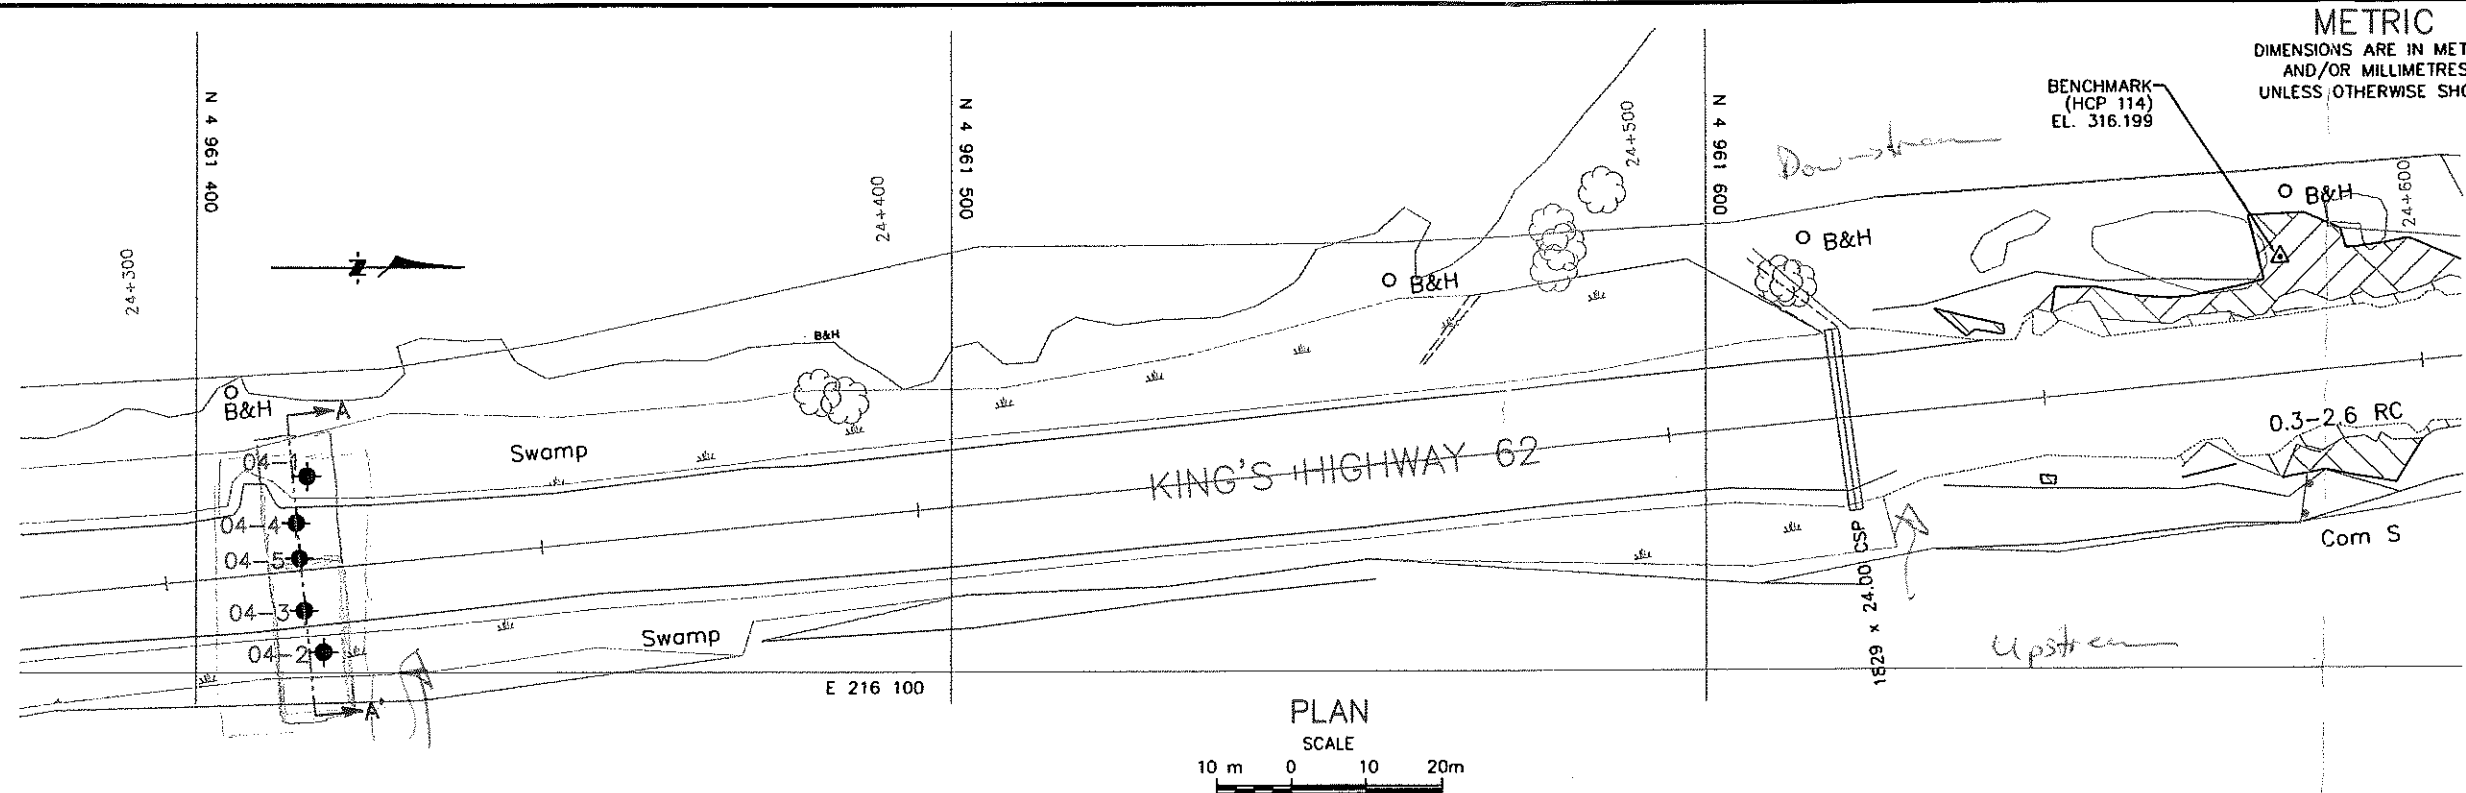 METRIC
DIMENSIONS ARE IN MET
AND/OR MILLIMETRES
UNLESS OTHERWISE SHO
BENCHMARK
(HCP 114)
EL. 316.199
N 4 961 400
N 4 961 500
N 4 961 600
24+300
24+400
24+500
24+600
Downstream
N
B&H
B&H
B&H
B&H
B&H
A
Swamp
04-1
04-4
04-5
04-3
04-2
A'
KING'S HIGHWAY 62
0.3-2.6 RC
Com S
1829 x 24.00 CSP
Swamp
E 216 100
Upstream
PLAN
SCALE
10 m 0 10 20m